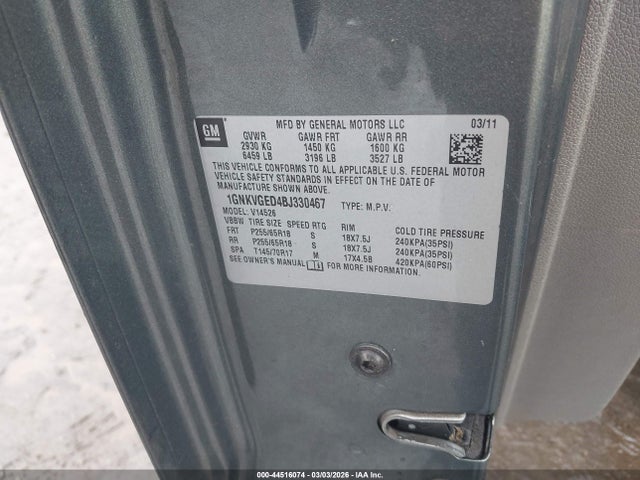 GM
MFD BY GENERAL MOTORS LLC 03/11
GVWR GAWR FRT GAWR RR
2930 KG 1450 KG 1600 KG
6459 LB 3196 LB 3527 LB
THIS VEHICLE CONFORMS TO ALL APPLICABLE U.S. FEDERAL MOTOR
VEHICLE SAFETY STANDARDS IN EFFECT ON THE DATE OF
MANUFACTURE SHOWN ABOVE.
1GNKVGED4BJ330467 TYPE: M.P.V.
MODEL: V14526
VBBW TIRE SIZE SPEED RTG RIM COLD TIRE PRESSURE
FRT P255/65R18 S 18X7.5J 240KPA(35PSI)
RR P255/65R18 S 18X7.5J 240KPA(35PSI)
SPA T145/70R17 M 17X4.5B 420KPA(60PSI)
SEE OWNER'S MANUAL FOR MORE INFORMATION.
000-44516074 - 03/03/2026 - IAAI, Inc.